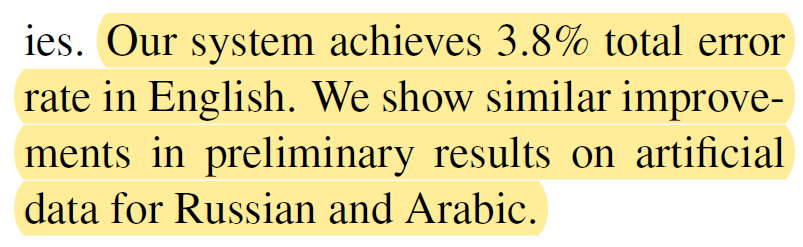 ies. Our system achieves 3.8% total error
rate in English. We show similar improve-
ments in preliminary results on artificial
data for Russian and Arabic.